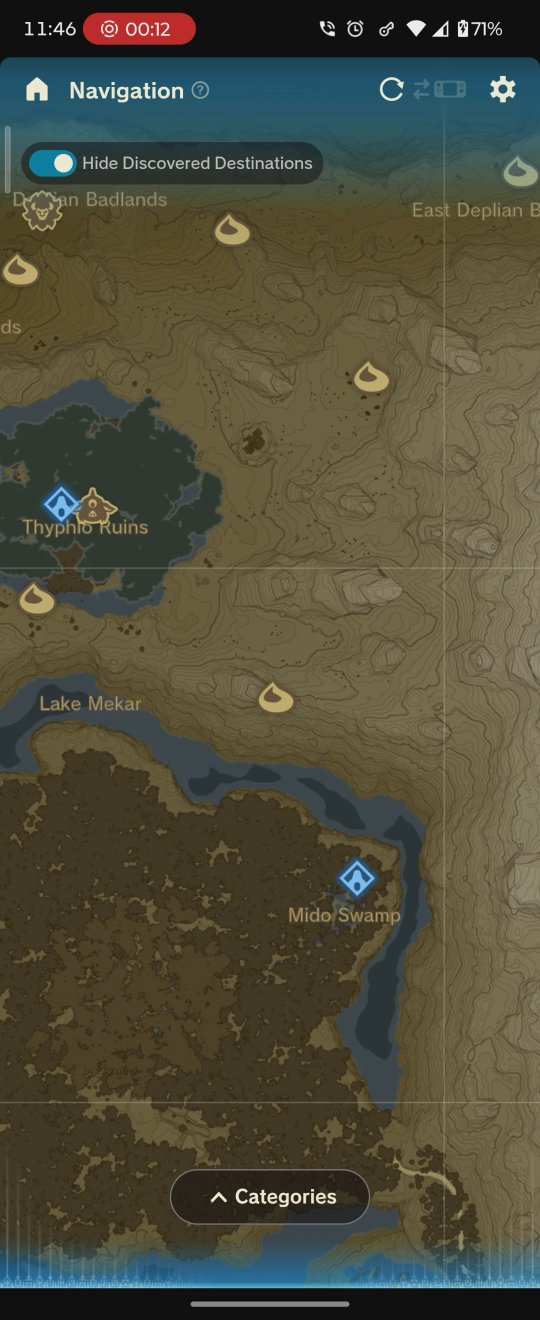 11:46
00:12
71%
Navigation
Hide Discovered Destinations
Deplian Badlands
East Deplian B
ds
Thyphlo Ruins
Lake Mekar
Mido Swamp
Categories